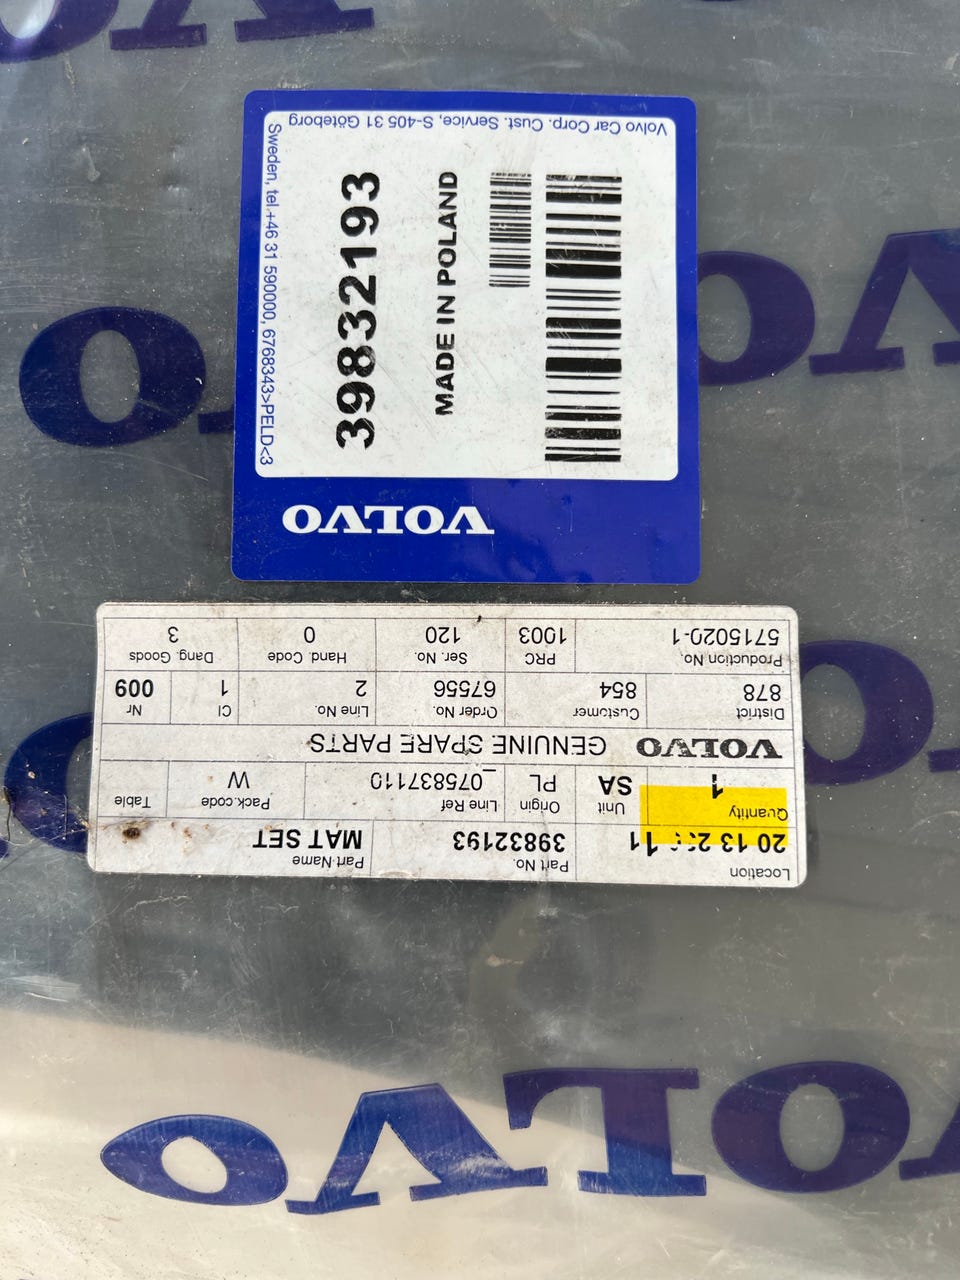 VOLVO
Volvo Car Corp. Cust. Service, S-405 31 Göteborg
Sweden, tel.+46 31 590000, 6768343>PELD<3
39832193
MADE IN POLAND
VOLVO
Location Part No. Part Name
20 13 11 39832193 MAT SET
Quantity Unit Origin Line Ref Pack.code Table
1 SA PL _075837110 W
VOLVO GENUINE SPARE PARTS
District Customer Order No. Line No. Cl Nr
878 854 67556 2 1 009
Production No. PRC Ser. No. Hand. Code Dang. Goods
5715020-1 1003 120 0 3
VOLVO